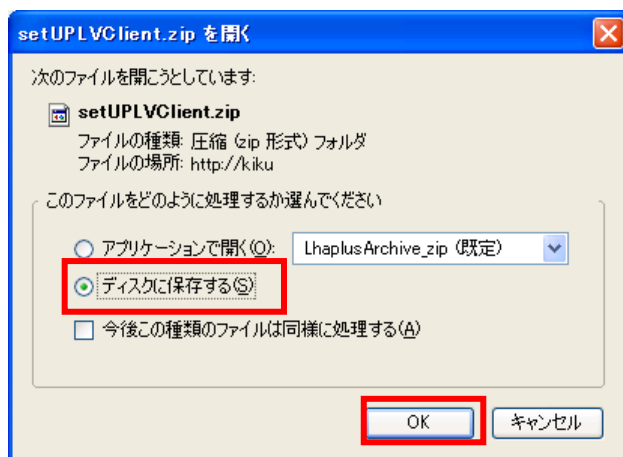 setUPLVClient.zip を開く
次のファイルを開こうとしています:
setUPLVClient.zip
ファイルの種類: 圧縮 (zip 形式) フォルダ
ファイルの場所: http://kiku
このファイルをどのように処理するか選んでください
アプリケーションで開く(O): LhaplusArchive_zip (既定)
ディスクに保存する(S)
今後この種類のファイルは同様に処理する(A)
OK キャンセル